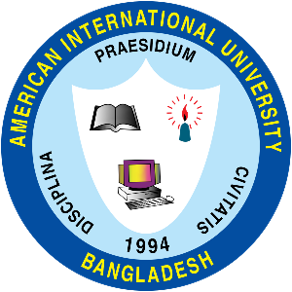 AMERICAN INTERNATIONAL UNIVERSITY
PRAESIDIUM
DISCIPLINA
CIVITATIS
1994
BANGLADESH